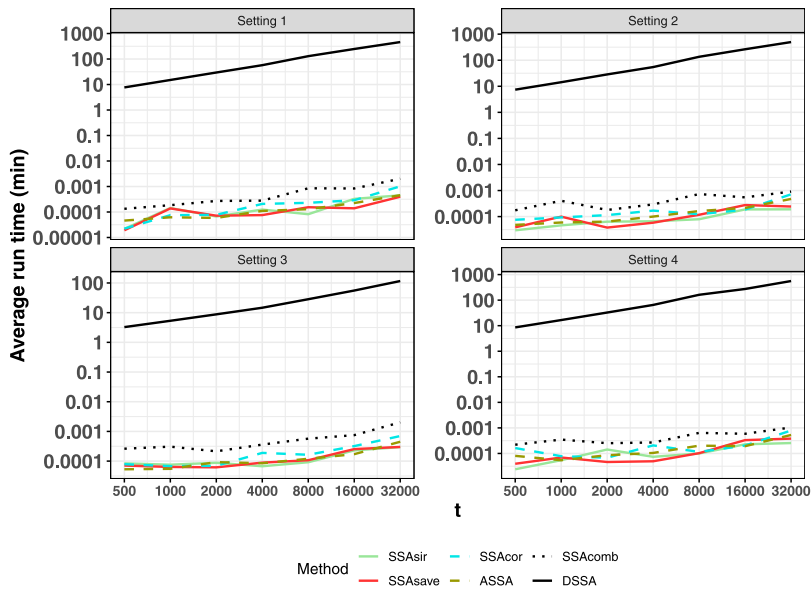 Setting 1
Setting 2
1000
100
10
1
0.1
0.01
0.001
0.0001
0.00001
1000
100
10
1
0.1
0.01
0.001
0.0001
Average run time (min)
Setting 3
Setting 4
100
10
1
0.1
0.01
0.001
0.0001
1000
100
10
1
0.1
0.01
0.001
0.0001
500 1000 2000 4000 8000 16000 32000
500 1000 2000 4000 8000 16000 32000
t
Method
SSAsir SSAcor SSAcomb
SSAsave ASSA DSSA